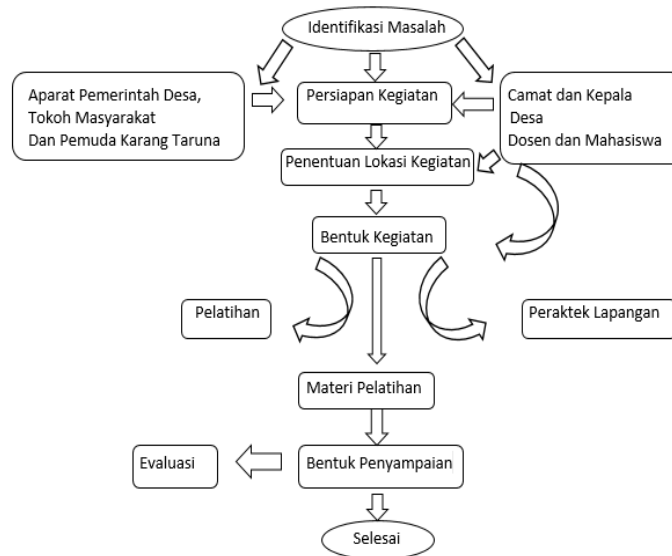 Identifikasi Masalah
Aparat Pemerintah Desa,
Tokoh Masyarakat
Dan Pemuda Karang Taruna
Persiapan Kegiatan
Camat dan Kepala
Desa
Dosen dan Mahasiswa
Penentuan Lokasi Kegiatan
Bentuk Kegiatan
Pelatihan
Peraktek Lapangan
Materi Pelatihan
Evaluasi
Bentuk Penyampaian
Selesai